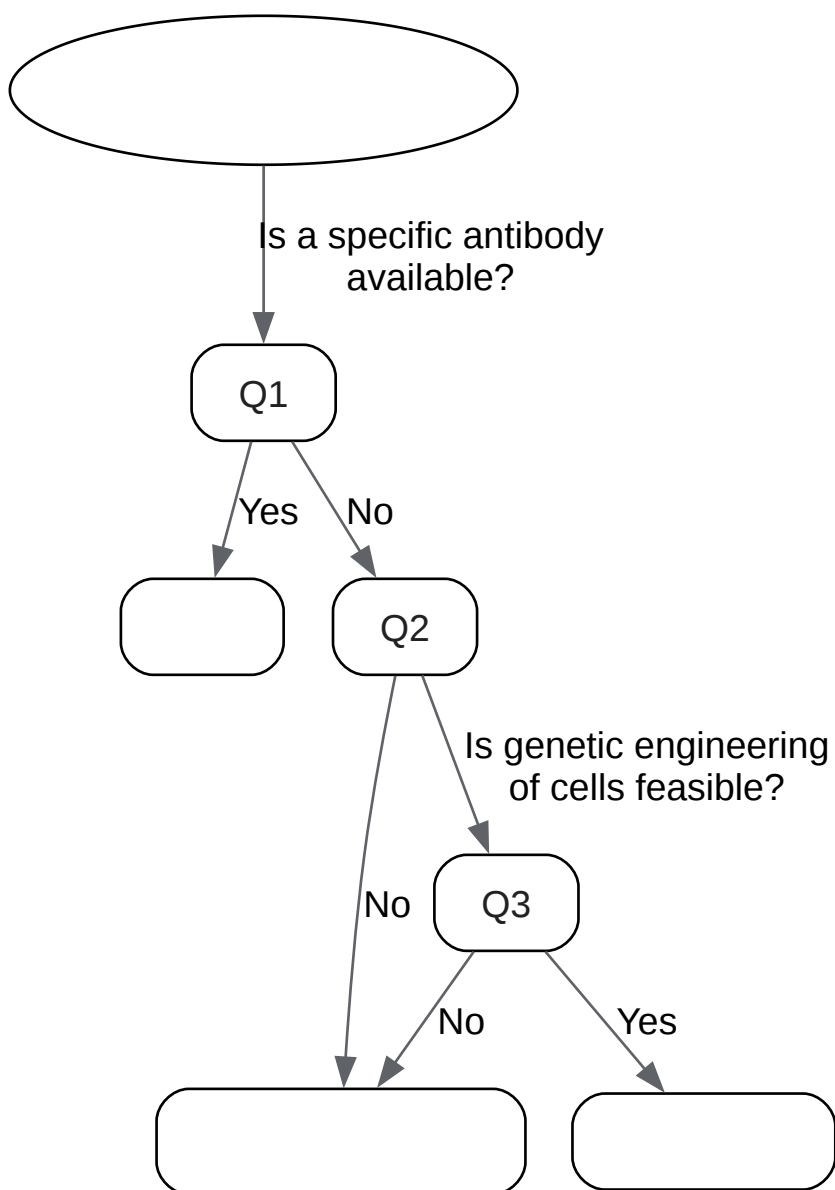 Is a specific antibody
available?
Q1
Yes
No
Q2
Is genetic engineering
of cells feasible?
No
Q3
No
Yes